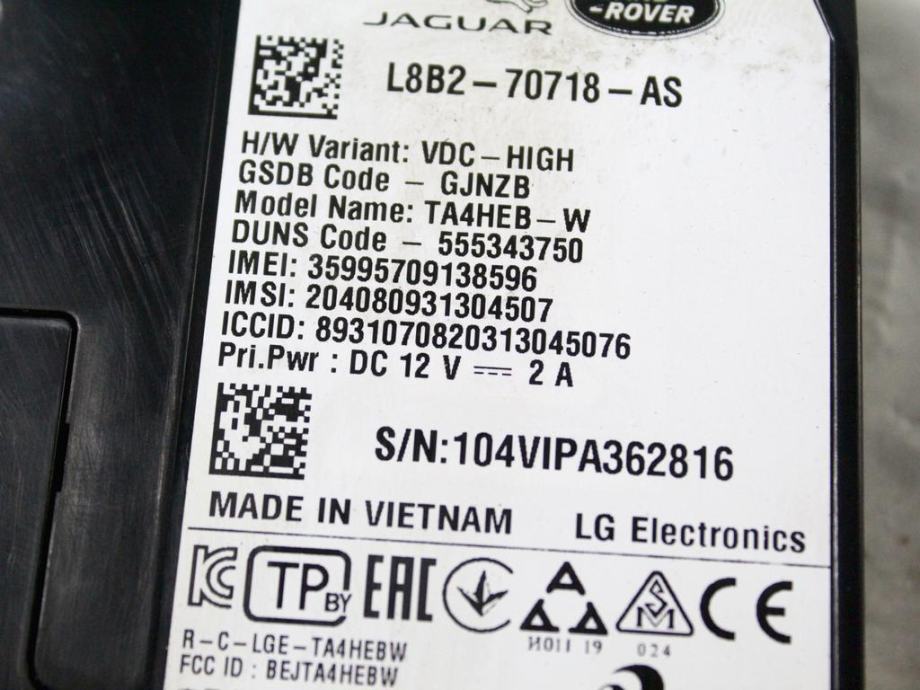 JAGUAR
-ROVER
L8B2-70718-AS
H/W Variant: VDC-HIGH
GSDB Code - GJNZB
Model Name: TA4HEB-W
DUNS Code - 555343750
IMEI: 35995709138596
IMSI: 204080931304507
ICCID: 8931070820313045076
Pri.Pwr : DC 12 V ⎓ 2 A
S/N:104VIPA362816
MADE IN VIETNAM LG Electronics
TP BY EAC CE
И011 19 024
R-C-LGE-TA4HEBW
FCC ID : BEJTA4HEBW